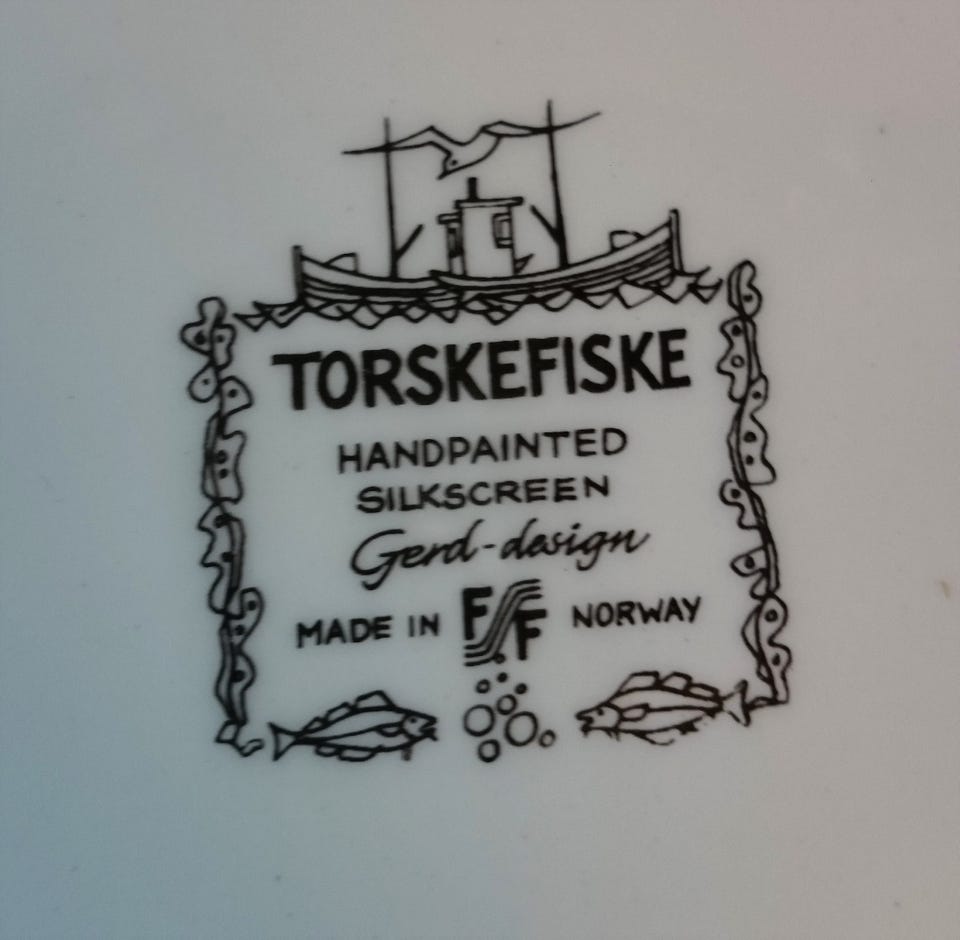 TORSKEFISKE
HANDPAINTED
SILKSCREEN
Gerd-design
MADE IN FF NORWAY